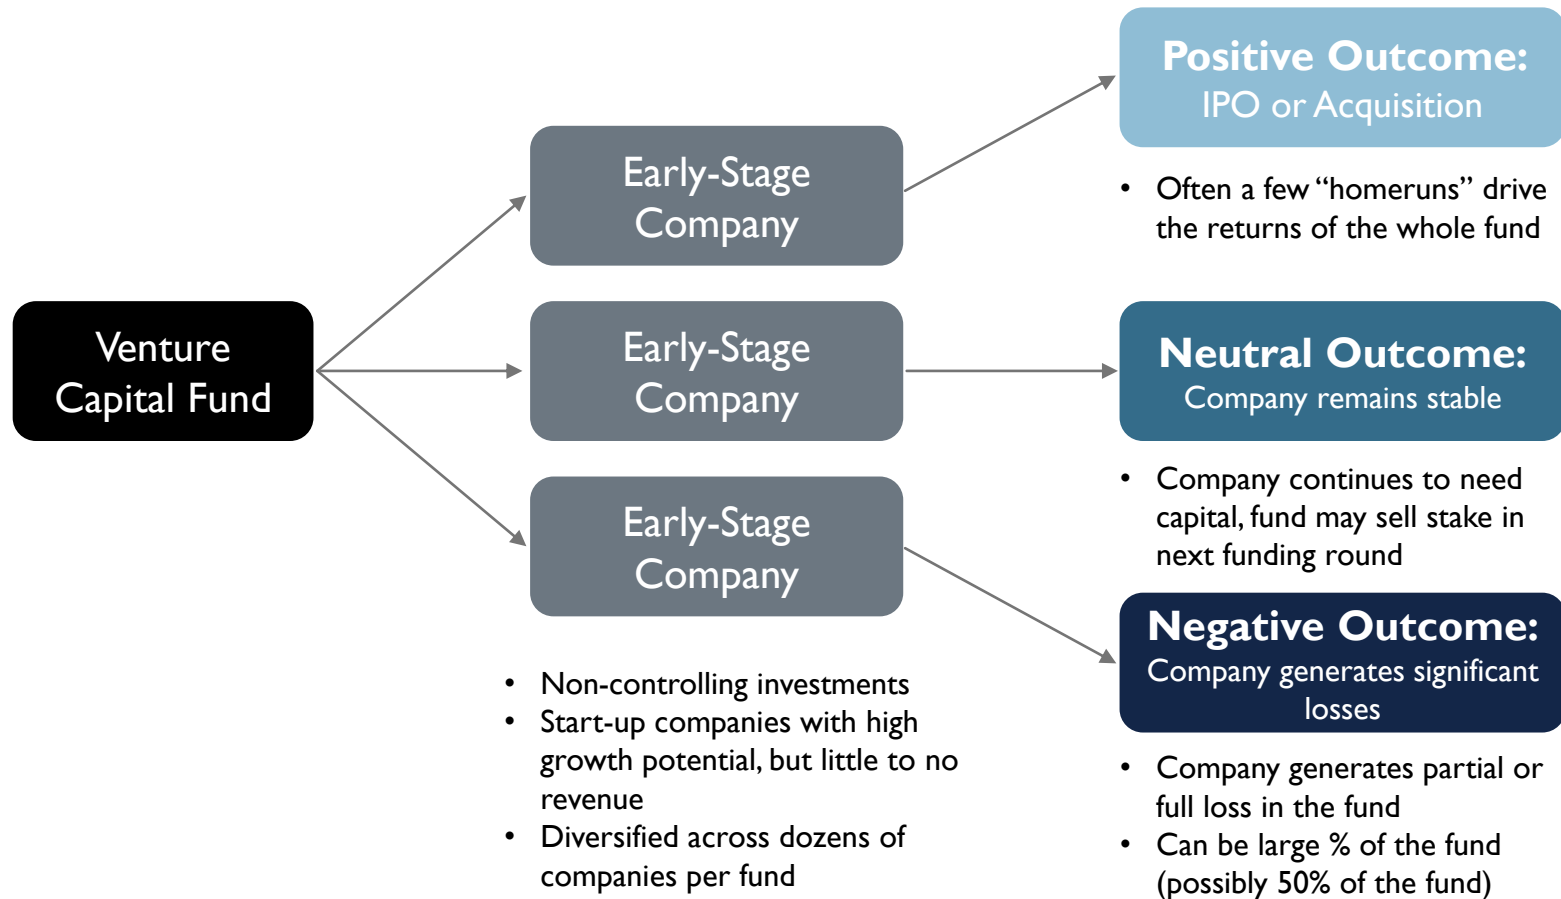 Venture
Capital Fund
Early-Stage
Company
Early-Stage
Company
Early-Stage
Company
• Non-controlling investments
• Start-up companies with high
growth potential, but little to no
revenue
• Diversified across dozens of
companies per fund
Positive Outcome:
IPO or Acquisition
• Often a few “homeruns” drive
the returns of the whole fund
Neutral Outcome:
Company remains stable
• Company continues to need
capital, fund may sell stake in
next funding round
Negative Outcome:
Company generates significant
losses
• Company generates partial or
full loss in the fund
• Can be large % of the fund
(possibly 50% of the fund)